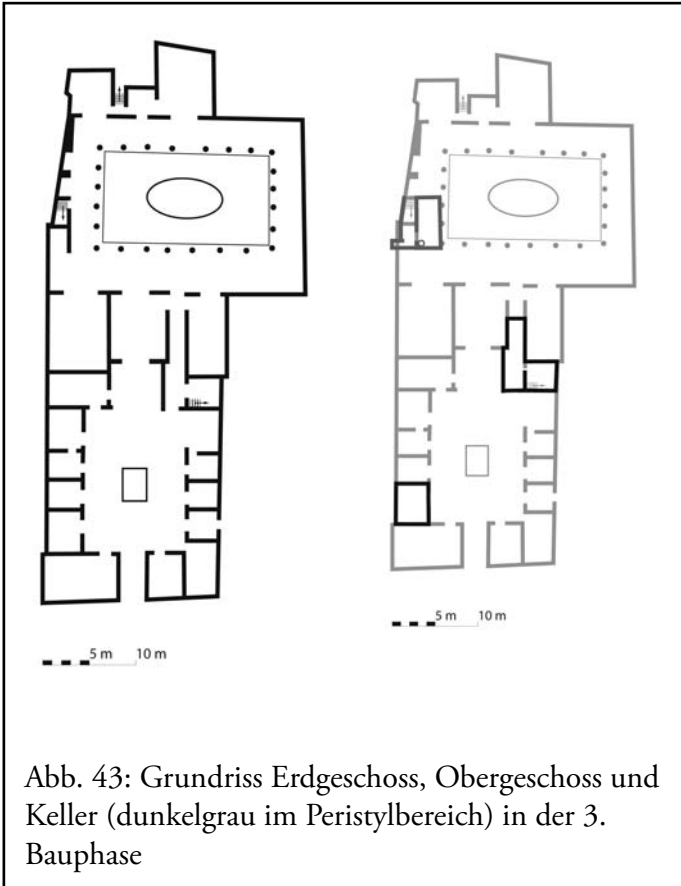 5 m 10 m
5 m 10 m
Abb. 43: Grundriss Erdgeschoss, Obergeschoss und
Keller (dunkelgrau im Peristylbereich) in der 3.
Bauphase